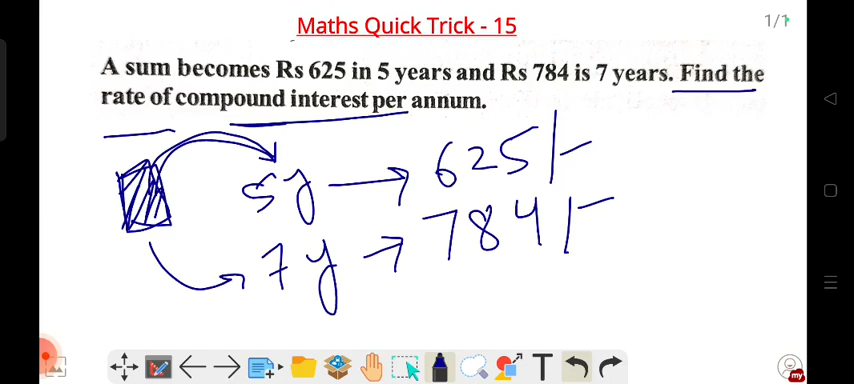 Maths Quick Trick - 15
1/1
A sum becomes Rs 625 in 5 years and Rs 784 is 7 years. Find the
rate of compound interest per annum.
5y → 625/-
7y → 784/-
T
my